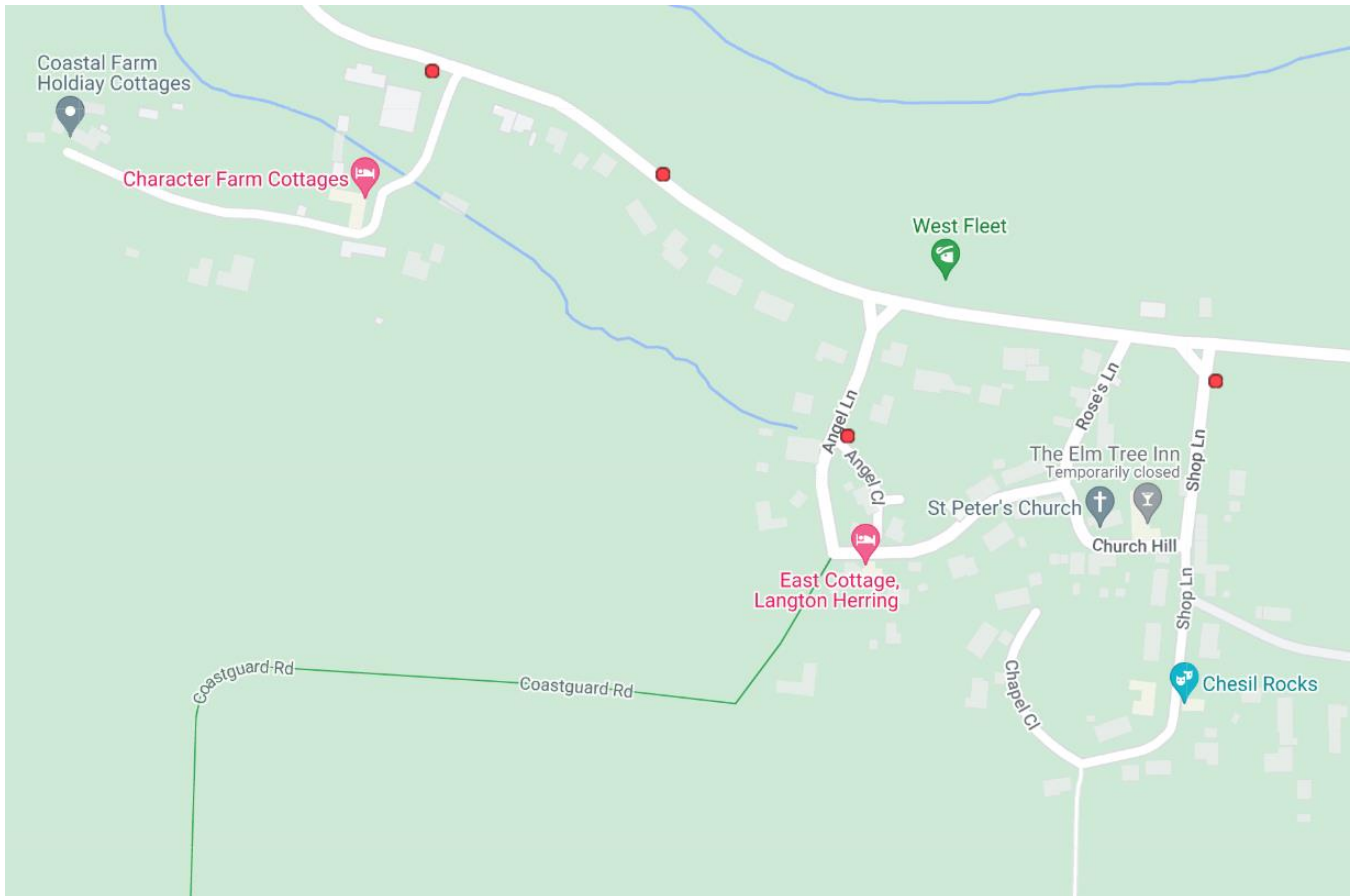 Coastal Farm
Holdiay Cottages
Character Farm Cottages
West Fleet
Angel Ln
Rose's Ln
Shop Ln
Angel Cl
The Elm Tree Inn
Temporarily closed
St Peter's Church
Church Hill
East Cottage,
Langton Herring
Shop Ln
Coastguard Rd
Coastguard Rd
Chapel Cl
Chesil Rocks